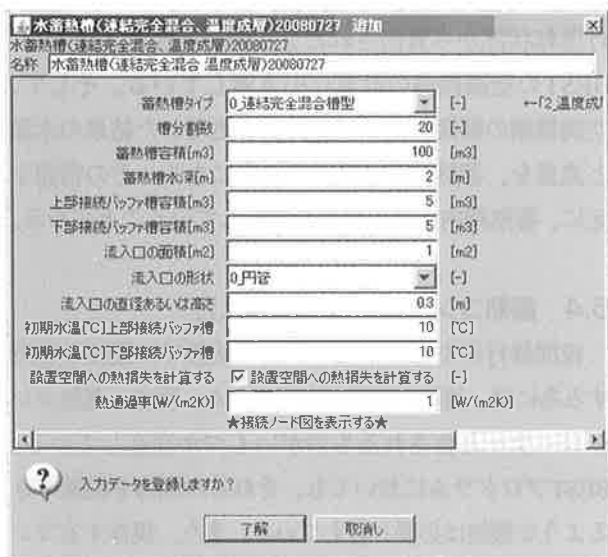 水蓄熱槽(連結完全混合、温度成層)20080727 追加
水蓄熱槽(連結完全混合、温度成層)20080727
名称 水蓄熱槽(連結完全混合 温度成層)20080727
蓄熱槽タイプ 0_連結完全混合槽型 [-] ←「2_温度成
槽分割数 20 [-]
蓄熱槽容積[m3] 100 [m3]
蓄熱槽水深[m] 2 [m]
上部接続バッファ槽容積[m3] 5 [m3]
下部接続バッファ槽容積[m3] 5 [m3]
流入口の面積[m2] 1 [m2]
流入口の形状 0_円管 [-]
流入口の直径あるいは高さ 0.3 [m]
初期水温[℃]上部接続バッファ槽 10 [℃]
初期水温[℃]下部接続バッファ槽 10 [℃]
設置空間への熱損失を計算する 設置空間への熱損失を計算する [-]
熱通過率[W/(m2K)] 1 [W/(m2K)]
★接続ノード図を表示する★
入力データを登録しますか?
了解 取消し